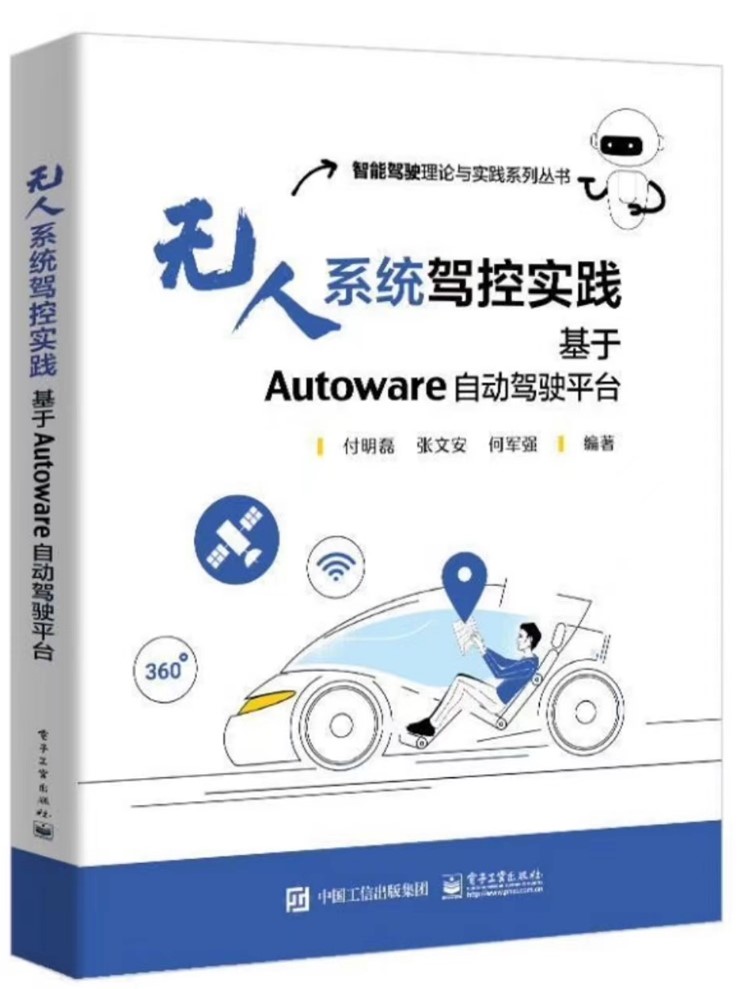 智能驾驶理论与实践系列丛书
无人系统驾控实践
基于
Autoware自动驾驶平台
付明磊 张文安 何军强 编著
360°
中国工信出版集团
电子工业出版社
http://www.phei.com.cn
无人系统驾控实践 基于Autoware自动驾驶平台
电子工业出版社